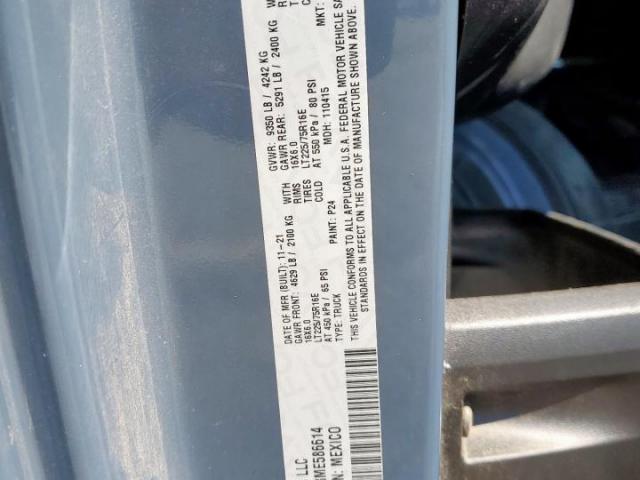 LLC
DATE OF MFR (BUILT): 11-21 GVWR: 9350 LB / 4242 KG
GAWR FRONT: 4629 LB / 2100 KG WITH GAWR REAR: 5291 LB / 2400 KG
16X6.0 RIMS 16X6.0
LT225/75R16E TIRES LT225/75R16E
AT 450 kPa / 65 PSI COLD AT 550 kPa / 80 PSI
TYPE: TRUCK PAINT: P24 MDH: 110415 MKT:
THIS VEHICLE CONFORMS TO ALL APPLICABLE U.S.A. FEDERAL MOTOR VEHICLE
STANDARDS IN EFFECT ON THE DATE OF MANUFACTURE SHOWN ABOVE.
ME586614
N: MEXICO